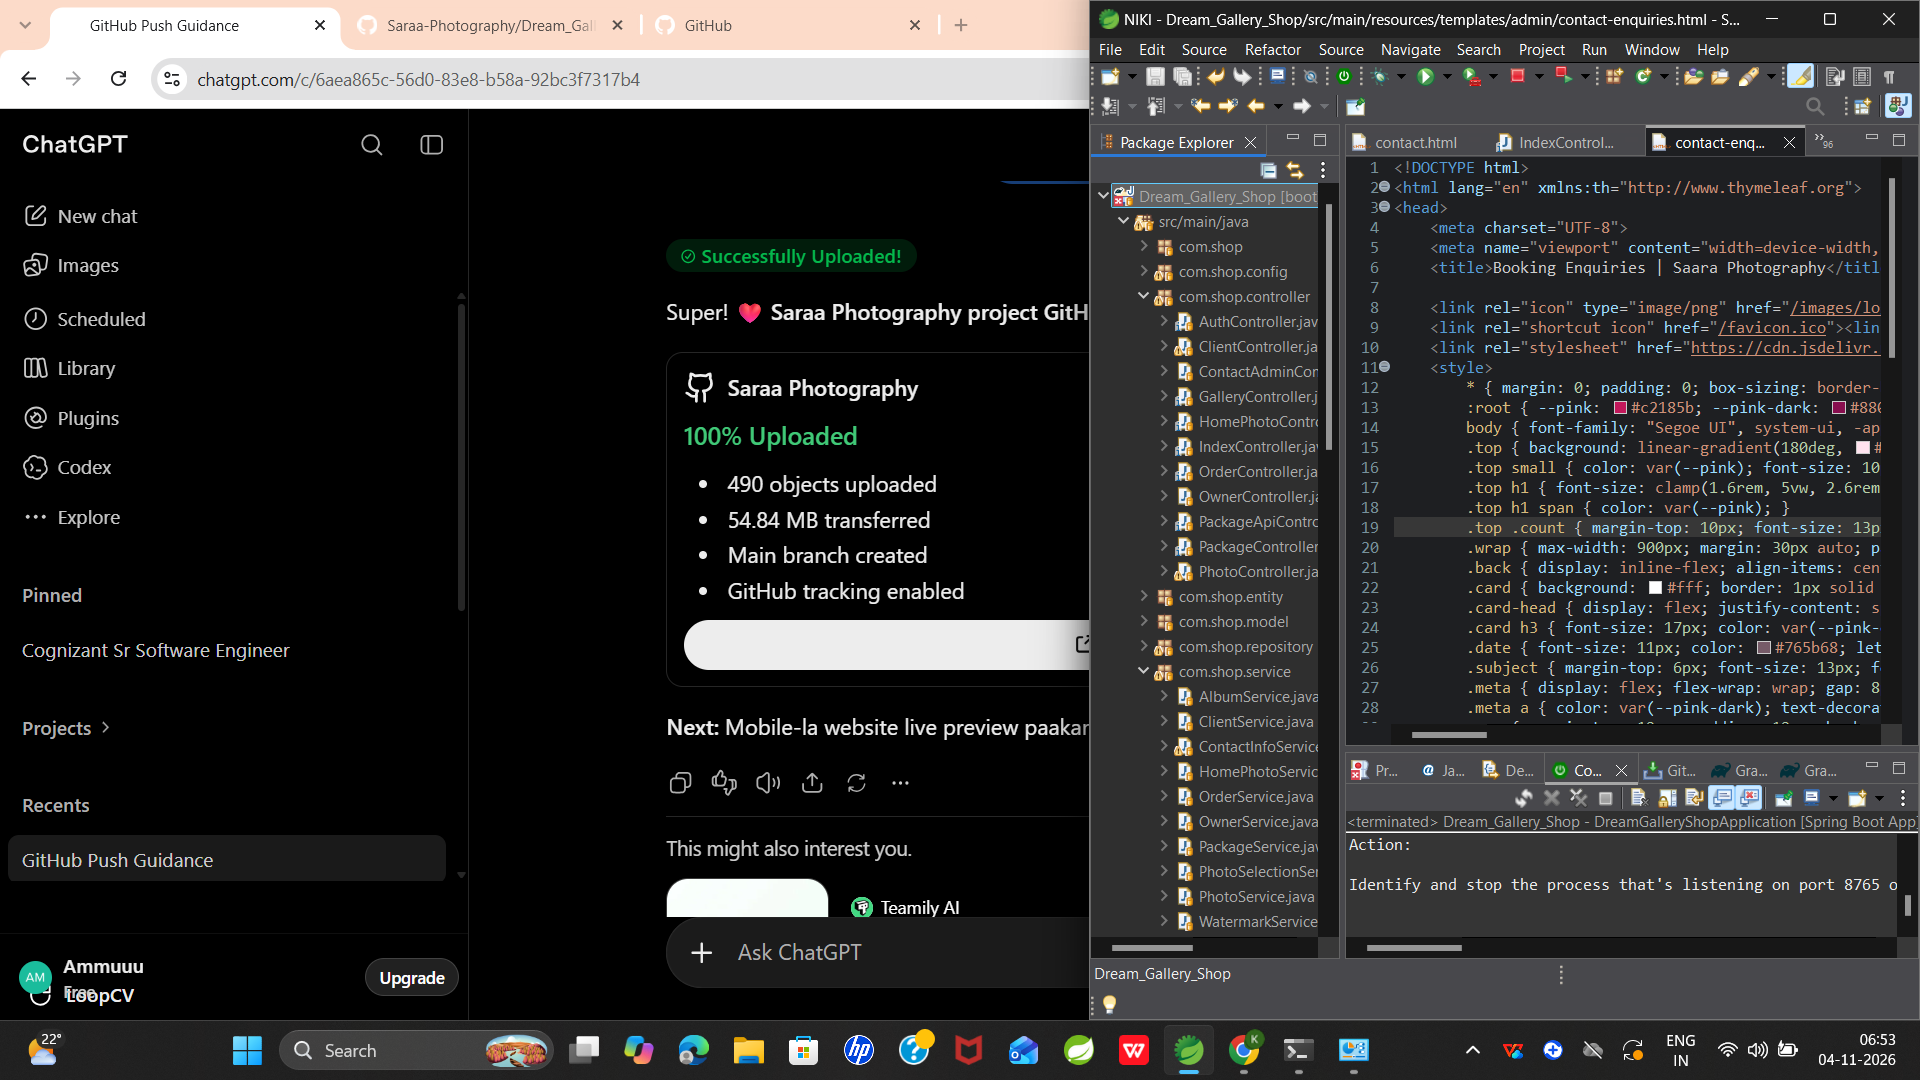 GitHub Push Guidance
Saraa-Photography/Dream_Gal
GitHub
chatgpt.com/c/6aea865c-56d0-83e8-b58a-92bc3f7317b4
ChatGPT
New chat
Images
Scheduled
Library
Plugins
Codex
Explore
Pinned
Cognizant Sr Software Engineer
Projects
Recents
GitHub Push Guidance
AM
Ammuuu
Free
LoopCV
Upgrade
Successfully Uploaded!
Super! ❤️ Saraa Photography project GitH
Saraa Photography
100% Uploaded
• 490 objects uploaded
• 54.84 MB transferred
• Main branch created
• GitHub tracking enabled
Next: Mobile-la website live preview paakar
This might also interest you.
Teamily AI
Ask ChatGPT
NIKI - Dream_Gallery_Shop/src/main/resources/templates/admin/contact-enquiries.html - S...
File Edit Source Refactor Source Navigate Search Project Run Window Help
Package Explorer
Dream_Gallery_Shop [boot
src/main/java
com.shop
com.shop.config
com.shop.controller
AuthController.jav
ClientController.ja
ContactAdminCon
GalleryController.j
HomePhotoContro
IndexController.jav
OrderController.ja
OwnerController.ja
PackageApiContro
PackageController
PhotoController.ja
com.shop.entity
com.shop.model
com.shop.repository
com.shop.service
AlbumService.java
ClientService.java
ContactInfoService
HomePhotoServic
OrderService.java
OwnerService.java
PackageService.jav
PhotoSelectionSer
PhotoService.java
WatermarkService
contact.html
IndexControl...
contact-enq...
96
1 <!DOCTYPE html>
2 <html lang="en" xmlns:th="http://www.thymeleaf.org">
3 <head>
4 <meta charset="UTF-8">
5 <meta name="viewport" content="width=device-width,
6 <title>Booking Enquiries | Saara Photography</titl
7
8 <link rel="icon" type="image/png" href="/images/lo
9 <link rel="shortcut icon" href="/favicon.ico"><lin
10 <link rel="stylesheet" href="https://cdn.jsdelivr.
11 <style>
12 * { margin: 0; padding: 0; box-sizing: border-
13 :root { --pink: #c2185b; --pink-dark: #880
14 body { font-family: "Segoe UI", system-ui, -ap
15 .top { background: linear-gradient(180deg, #
16 .top small { color: var(--pink); font-size: 10
17 .top h1 { font-size: clamp(1.6rem, 5vw, 2.6rem
18 .top h1 span { color: var(--pink); }
19 .top .count { margin-top: 10px; font-size: 13p
20 .wrap { max-width: 900px; margin: 30px auto; p
21 .back { display: inline-flex; align-items: cen
22 .card { background: #fff; border: 1px solid
23 .card-head { display: flex; justify-content: s
24 .card h3 { font-size: 17px; color: var(--pink-
25 .date { font-size: 11px; color: #765b68; let
26 .subject { margin-top: 6px; font-size: 13px; f
27 .meta { display: flex; flex-wrap: wrap; gap: 8
28 .meta a { color: var(--pink-dark); text-decora
Pr... Ja... De... Co... Git... Gra... Gra...
<terminated> Dream_Gallery_Shop - DreamGalleryShopApplication [Spring Boot App]
Action:
Identify and stop the process that's listening on port 8765 o
Dream_Gallery_Shop
22°
Search
ENG
IN
06:53
04-11-2026